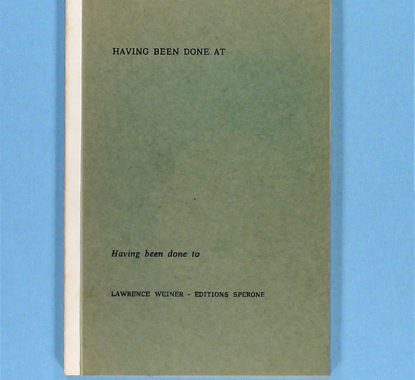 HAVING BEEN DONE AT
Having been done to
LAWRENCE WEINER - EDITIONS SPERONE